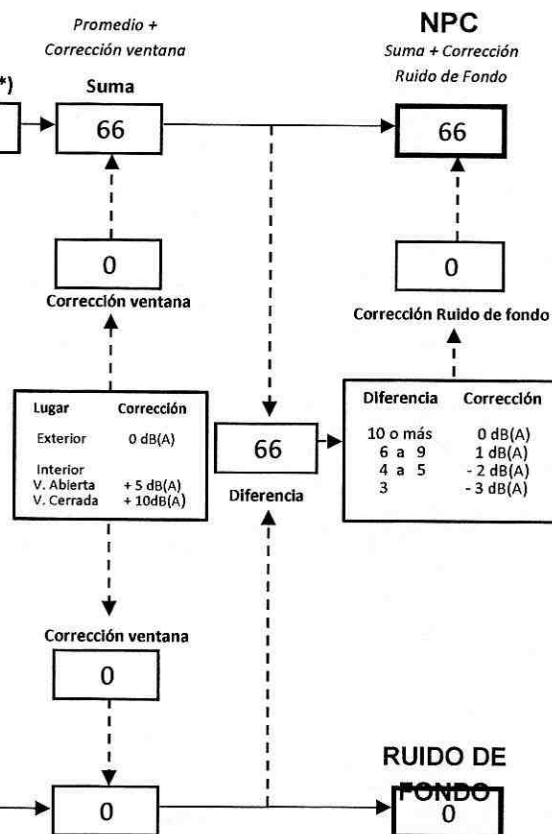 Promedio +
Corrección ventana
NPC
Suma + Corrección
Ruido de Fondo
*)
Suma
66
66
0
Corrección ventana
0
Corrección Ruido de fondo
Lugar Corrección
Exterior 0 dB(A)
Interior
V. Abierta + 5 dB(A)
V. Cerrada + 10dB(A)
66
Diferencia
Diferencia Corrección
10 o más 0 dB(A)
6 a 9 1 dB(A)
4 a 5 - 2 dB(A)
3 - 3 dB(A)
Corrección ventana
0
0
RUIDO DE
FONDO
0